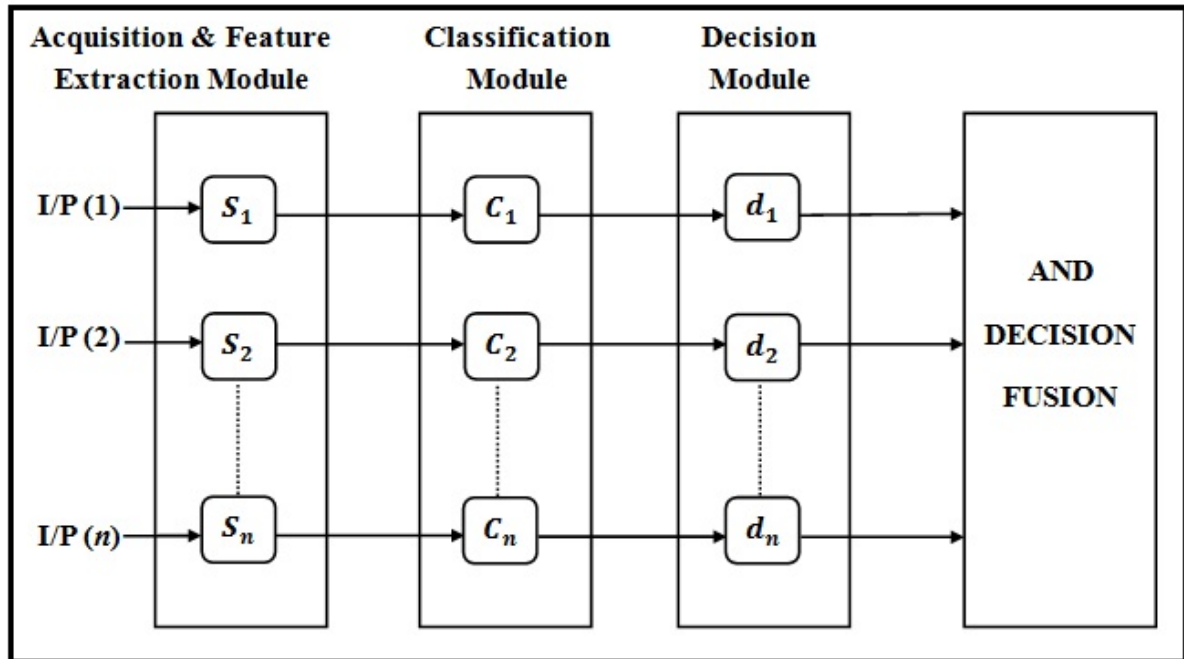 Acquisition & Feature
Extraction Module
Classification
Module
Decision
Module
I/P (1)
S₁
C₁
d₁
I/P (2)
S₂
C₂
d₂
I/P (n)
Sₙ
Cₙ
dₙ
AND
DECISION
FUSION